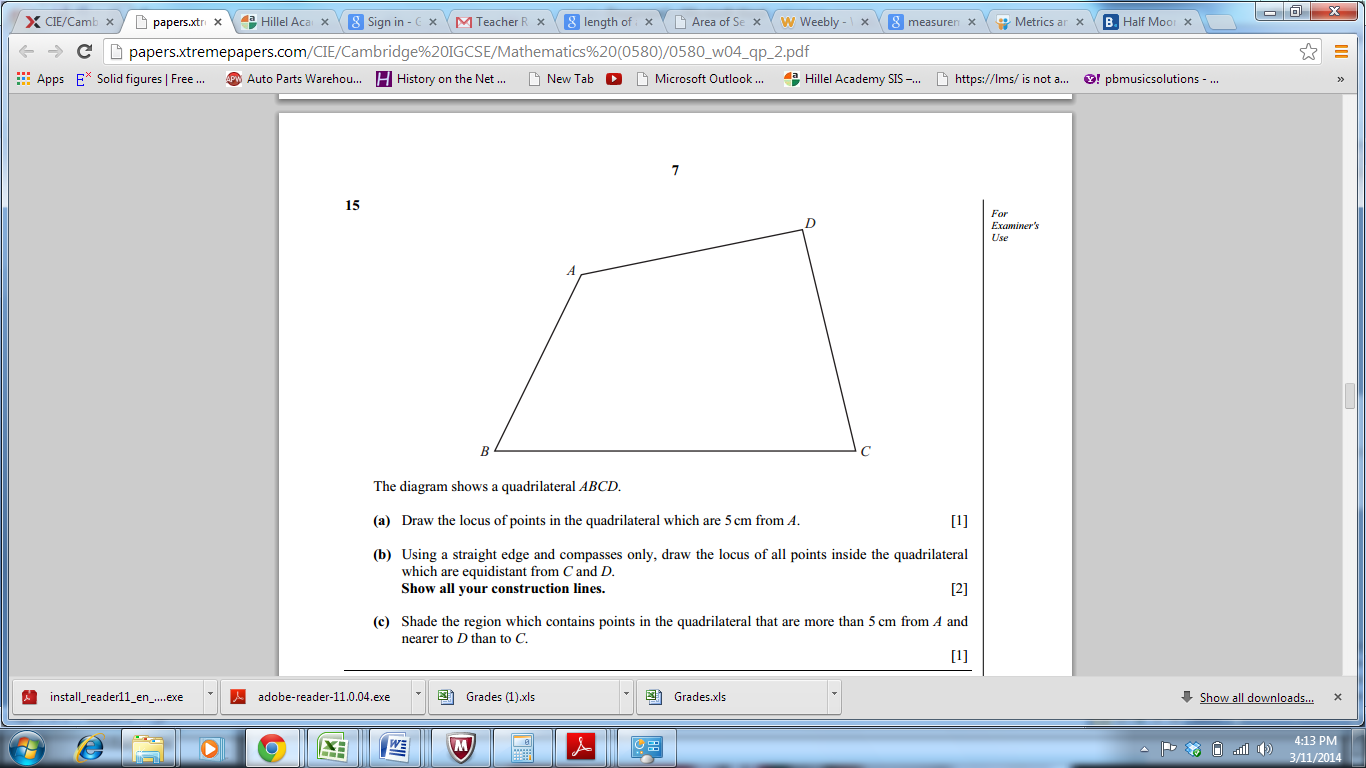 CIE/Camb
papers.xtre
Hillel Aca
Sign in - G
Teacher R
length of
Area of Se
Weebly -
measuren
Metrics an
Half Moo
papers.xtremepapers.com/CIE/Cambridge%20IGCSE/Mathematics%20(0580)/0580_w04_qp_2.pdf
Apps
Solid figures | Free ...
Auto Parts Warehou...
History on the Net ...
New Tab
Microsoft Outlook ...
Hillel Academy SIS –...
https://lms/ is not a...
pbmusicsolutions - ...
»
7
15
For
Examiner's
Use
D
A
B
C
The diagram shows a quadrilateral ABCD.
(a) Draw the locus of points in the quadrilateral which are 5 cm from A. [1]
(b) Using a straight edge and compasses only, draw the locus of all points inside the quadrilateral
which are equidistant from C and D.
Show all your construction lines. [2]
(c) Shade the region which contains points in the quadrilateral that are more than 5 cm from A and
nearer to D than to C.
[1]
install_reader11_en_....exe
adobe-reader-11.0.04.exe
Grades (1).xls
Grades.xls
Show all downloads...
4:13 PM
3/11/2014